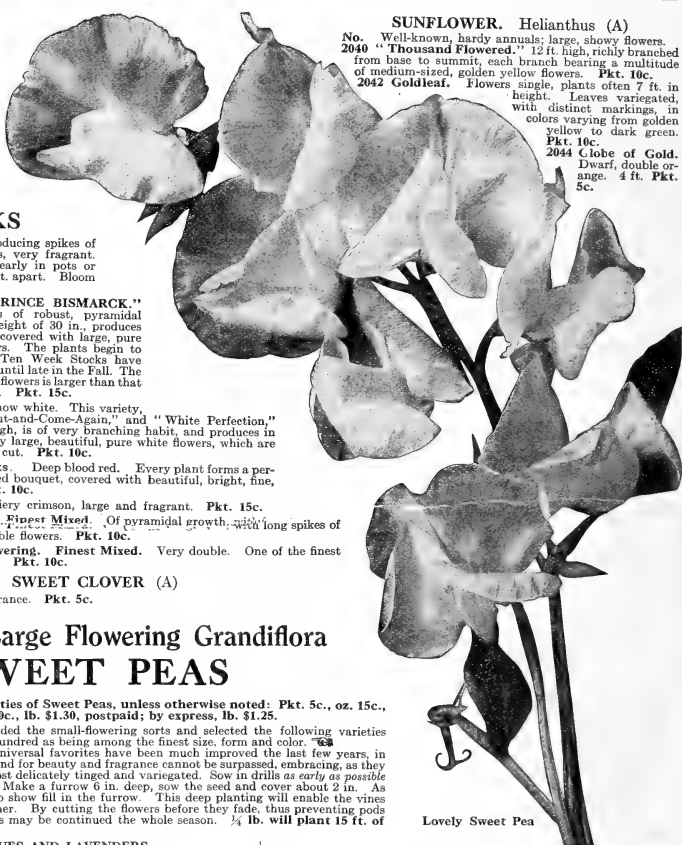 SUNFLOWER. Helianthus (A)
No. Well-known, hardy annuals; large, showy flowers.
2040 "Thousand Flowered." 12 ft. high, richly branched
from base to summit, each branch bearing a multitude
of medium-sized, golden yellow flowers. Pkt. 10c.
2042 Goldleaf. Flowers single, plants often 7 ft. in
height. Leaves variegated,
with distinct markings, in
colors varying from golden
yellow to dark green.
Pkt. 10c.
2044 Globe of Gold.
Dwarf, double or-
ange. 4 ft. Pkt.
5c.
KS
oducing spikes of
s, very fragrant.
early in pots or
t. apart. Bloom
RINCE BISMARCK."
s of robust, pyramidal
eight of 30 in., produces
covered with large, pure
rs. The plants begin to
Ten Week Stocks have
until late in the Fall. The
flowers is larger than that
. Pkt. 15c.
now white. This variety,
ut-and-Come-Again," and "White Perfection,"
gh, is of very branching habit, and produces in
y large, beautiful, pure white flowers, which are
cut. Pkt. 10c.
ks. Deep blood red. Every plant forms a per-
ed bouquet, covered with beautiful, bright, fine,
t. 10c.
iery crimson, large and fragrant. Pkt. 15c.
Finest Mixed. Of pyramidal growth, with long spikes of
ble flowers. Pkt. 10c.
wering. Finest Mixed. Very double. One of the finest
Pkt. 10c.
SWEET CLOVER (A)
rance. Pkt. 5c.
Large Flowering Grandiflora
WEET PEAS
ties of Sweet Peas, unless otherwise noted: Pkt. 5c., oz. 15c.,
0c., lb. $1.30, postpaid; by express, lb. $1.25.
ded the small-flowering sorts and selected the following varieties
undred as being among the finest size, form and color.
niversal favorites have been much improved the last few years, in
nd for beauty and fragrance cannot be surpassed, embracing, as they
ost delicately tinged and variegated. Sow in drills as early as possible
Make a furrow 6 in. deep, sow the seed and cover about 2 in. As
o show fill in the furrow. This deep planting will enable the vines
her. By cutting the flowers before they fade, thus preventing pods
s may be continued the whole season. ¼ lb. will plant 15 ft. of
Lovely Sweet Pea